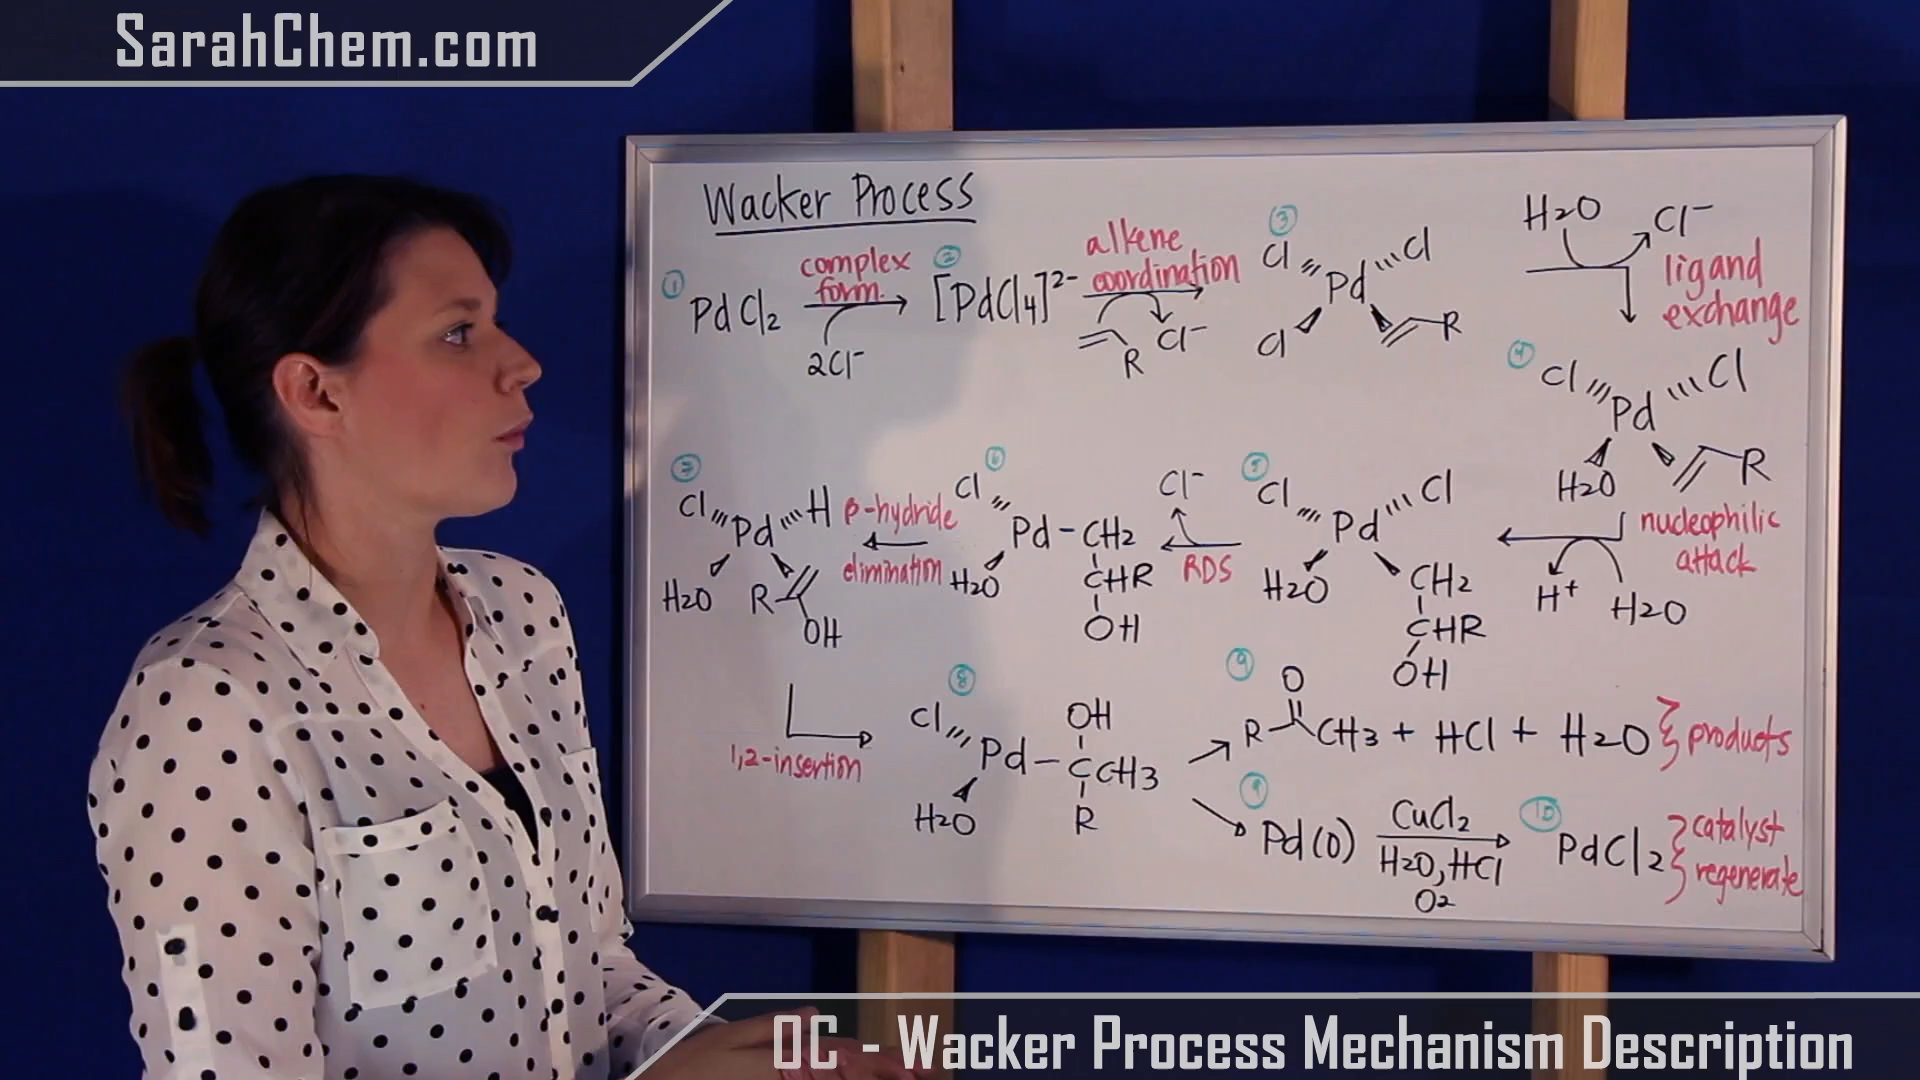 SarahChem.com
Wacker Process
① PdCl₂
complex form.
2Cl⁻
② [PdCl₄]²⁻
alkene coordination
R Cl⁻
③ Cl Cl
Pd
Cl R
H₂O Cl⁻
ligand
exchange
④ Cl Cl
Pd
H₂O R
nucleophilic
attack
H⁺ H₂O
⑤ Cl Cl
Pd
H₂O CH₂
CHR
OH
Cl⁻
RDS
⑥ Cl
Pd-CH₂
H₂O CHR
OH
β-hydride
elimination
⑦ Cl H
Pd
H₂O R
OH
1,2-insertion
⑧ Cl OH
Pd-CCH₃
H₂O R
⑨ O
R CH₃ + HCl + H₂O } products
⑨ Pd(0)
CuCl₂
H₂O, HCl
O₂
⑩ PdCl₂ } catalyst
regenerate
OC - Wacker Process Mechanism Description